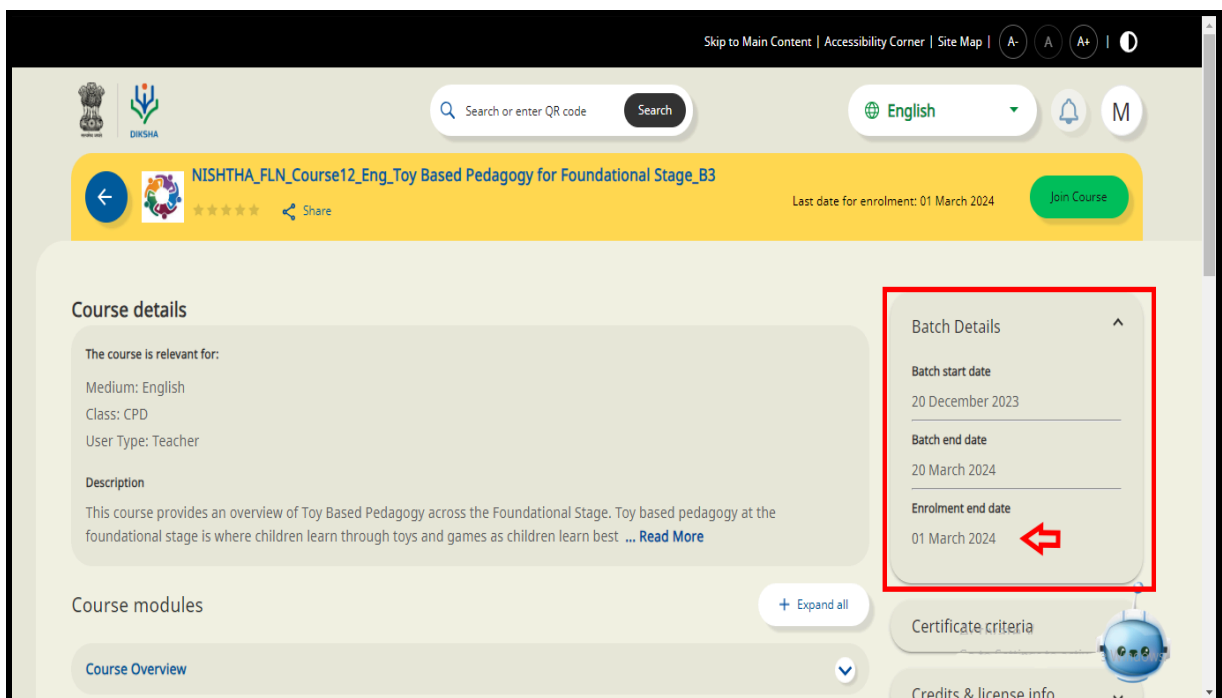 Skip to Main Content | Accessibility Corner | Site Map | A- A A+ |
DIKSHA
Search or enter QR code Search
English
M
NISHTHA_FLN_Course12_Eng_Toy Based Pedagogy for Foundational Stage_B3
Share
Last date for enrolment: 01 March 2024
Join Course
Course details
The course is relevant for:
Medium: English
Class: CPD
User Type: Teacher
Description
This course provides an overview of Toy Based Pedagogy across the Foundational Stage. Toy based pedagogy at the
foundational stage is where children learn through toys and games as children learn best ... Read More
Course modules
+ Expand all
Course Overview
Batch Details
Batch start date
20 December 2023
Batch end date
20 March 2024
Enrolment end date
01 March 2024
Certificate criteria
Credits & license info